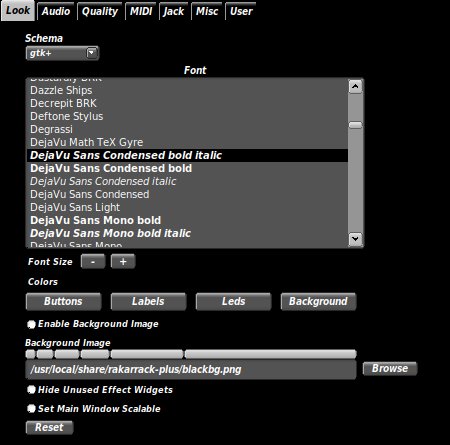 Look Audio Quality MIDI Jack Misc User
Schema
gtk+
Font
Dustardly BRK
Dazzle Ships
Decrepit BRK
Deftone Stylus
Degrassi
DejaVu Math TeX Gyre
DejaVu Sans Condensed bold italic
DejaVu Sans Condensed bold
DejaVu Sans Condensed italic
DejaVu Sans Condensed
DejaVu Sans Light
DejaVu Sans Mono bold
DejaVu Sans Mono bold italic
DejaVu Sans Mono
Font Size - +
Colors
Buttons Labels Leds Background
Enable Background Image
Background Image
/usr/local/share/rakarrack-plus/blackbg.png Browse
Hide Unused Effect Widgets
Set Main Window Scalable
Reset